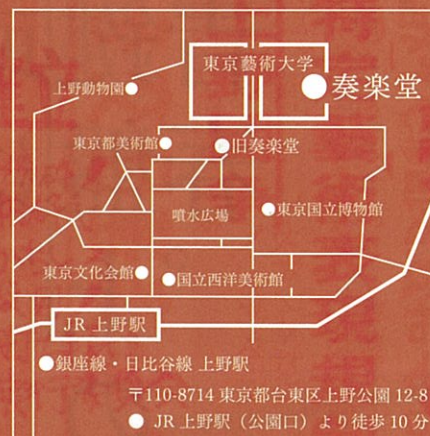 東京藝術大学
奏楽堂
上野動物園
東京都美術館
旧奏楽堂
噴水広場
東京国立博物館
東京文化会館
国立西洋美術館
JR 上野駅
銀座線・日比谷線 上野駅
〒110-8714 東京都台東区上野公園 12-8
JR 上野駅（公園口）より徒歩 10 分